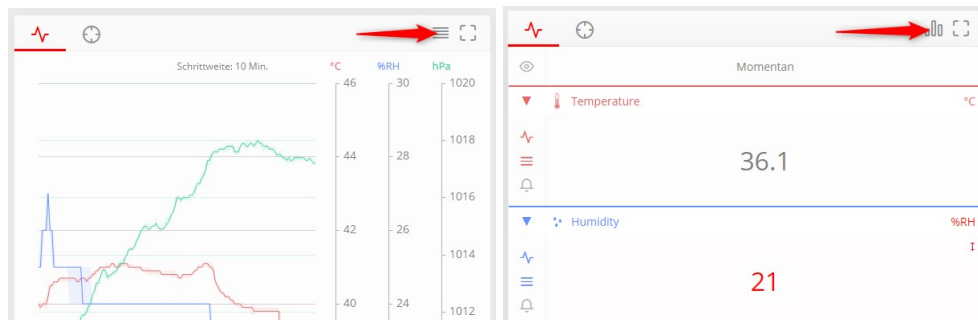 Schrittweite: 10 Min.
°C %RH hPa
46 30 1020
1018
44 28
1016
42 26
1014
40 24
1012
Momentan
Temperature °C
36.1
Humidity %RH
I
21